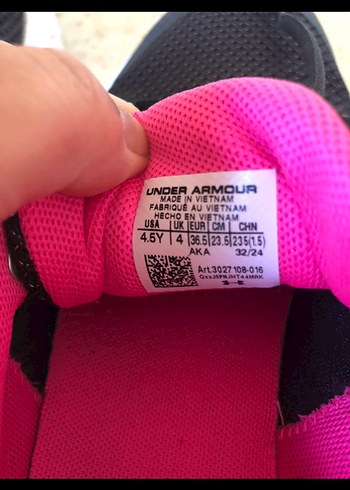 UNDER ARMOUR
MADE IN VIETNAM
FABRIQUÉ AU VIETNAM
HECHO EN VIETNAM
USA UK EUR CM CHN
4.5Y 4 36.5 23.5 235(1.5)
AKA 32/24
Art.3027108-016